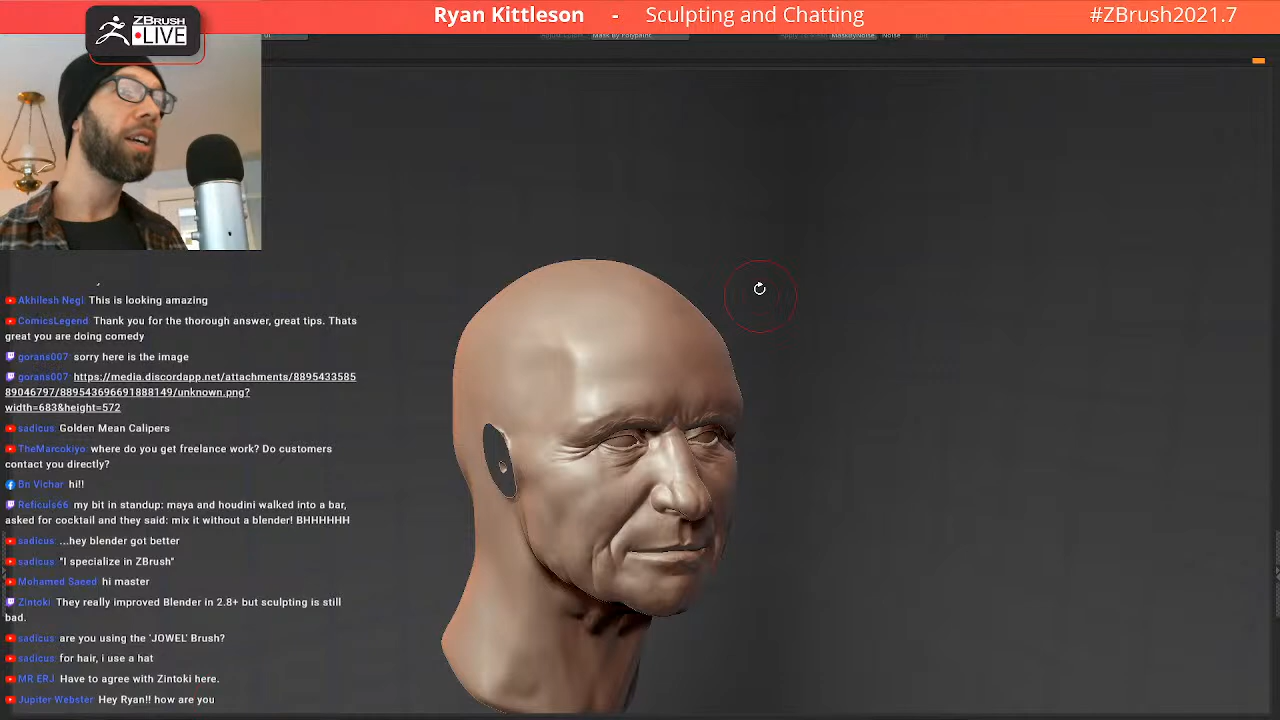 Ryan Kittleson - Sculpting and Chatting #ZBrush2021.7
ZBRUSH
LIVE
Mask By Polypaint
MaskByNoise Noise
Akhilesh Negi: This is looking amazing
ComicsLegend: Thank you for the thorough answer, great tips. Thats
great you are doing comedy
gorans007: sorry here is the image
gorans007: https://media.discordapp.net/attachments/8895433585
89046797/889543696691888149/unknown.png?
width=683&height=572
sadicus: Golden Mean Calipers
TheMarcokiyo: where do you get freelance work? Do customers
contact you directly?
Bn Vichar: hi!!
Reficuls66: my bit in standup: maya and houdini walked into a bar,
asked for cocktail and they said: mix it without a blender! BHHHHHH
sadicus: ...hey blender got better
sadicus: "I specialize in ZBrush"
Mohamed Saeed: hi master
Zintoki: They really improved Blender in 2.8+ but sculpting is still
bad.
sadicus: are you using the 'JOWEL' Brush?
sadicus: for hair, i use a hat
MR ERJ: Have to agree with Zintoki here.
Jupiter Webster: Hey Ryan!! how are you